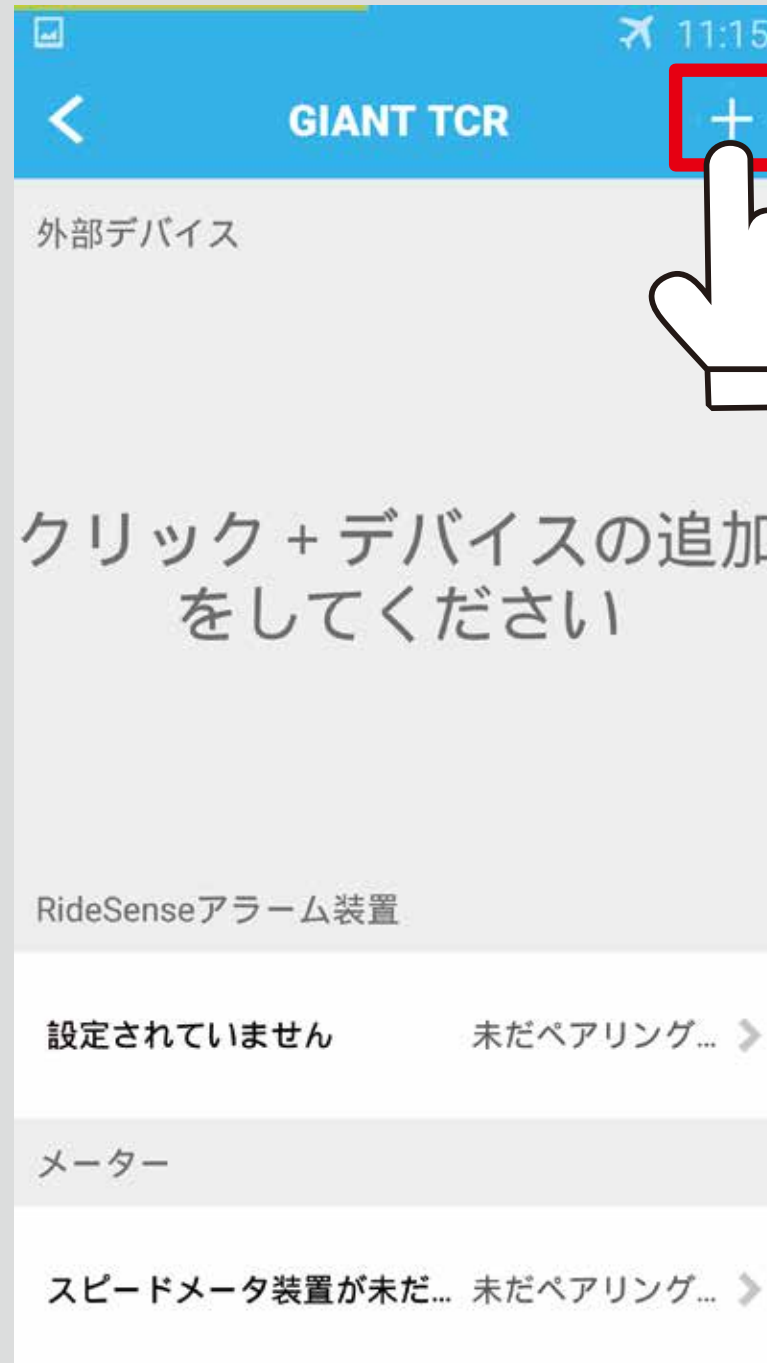 11:15
GIANT TCR
外部デバイス
クリック + デバイスの追加
をしてください
RideSenseアラーム装置
設定されていません 未だペアリング...
メーター
スピードメータ装置が未だ... 未だペアリング...